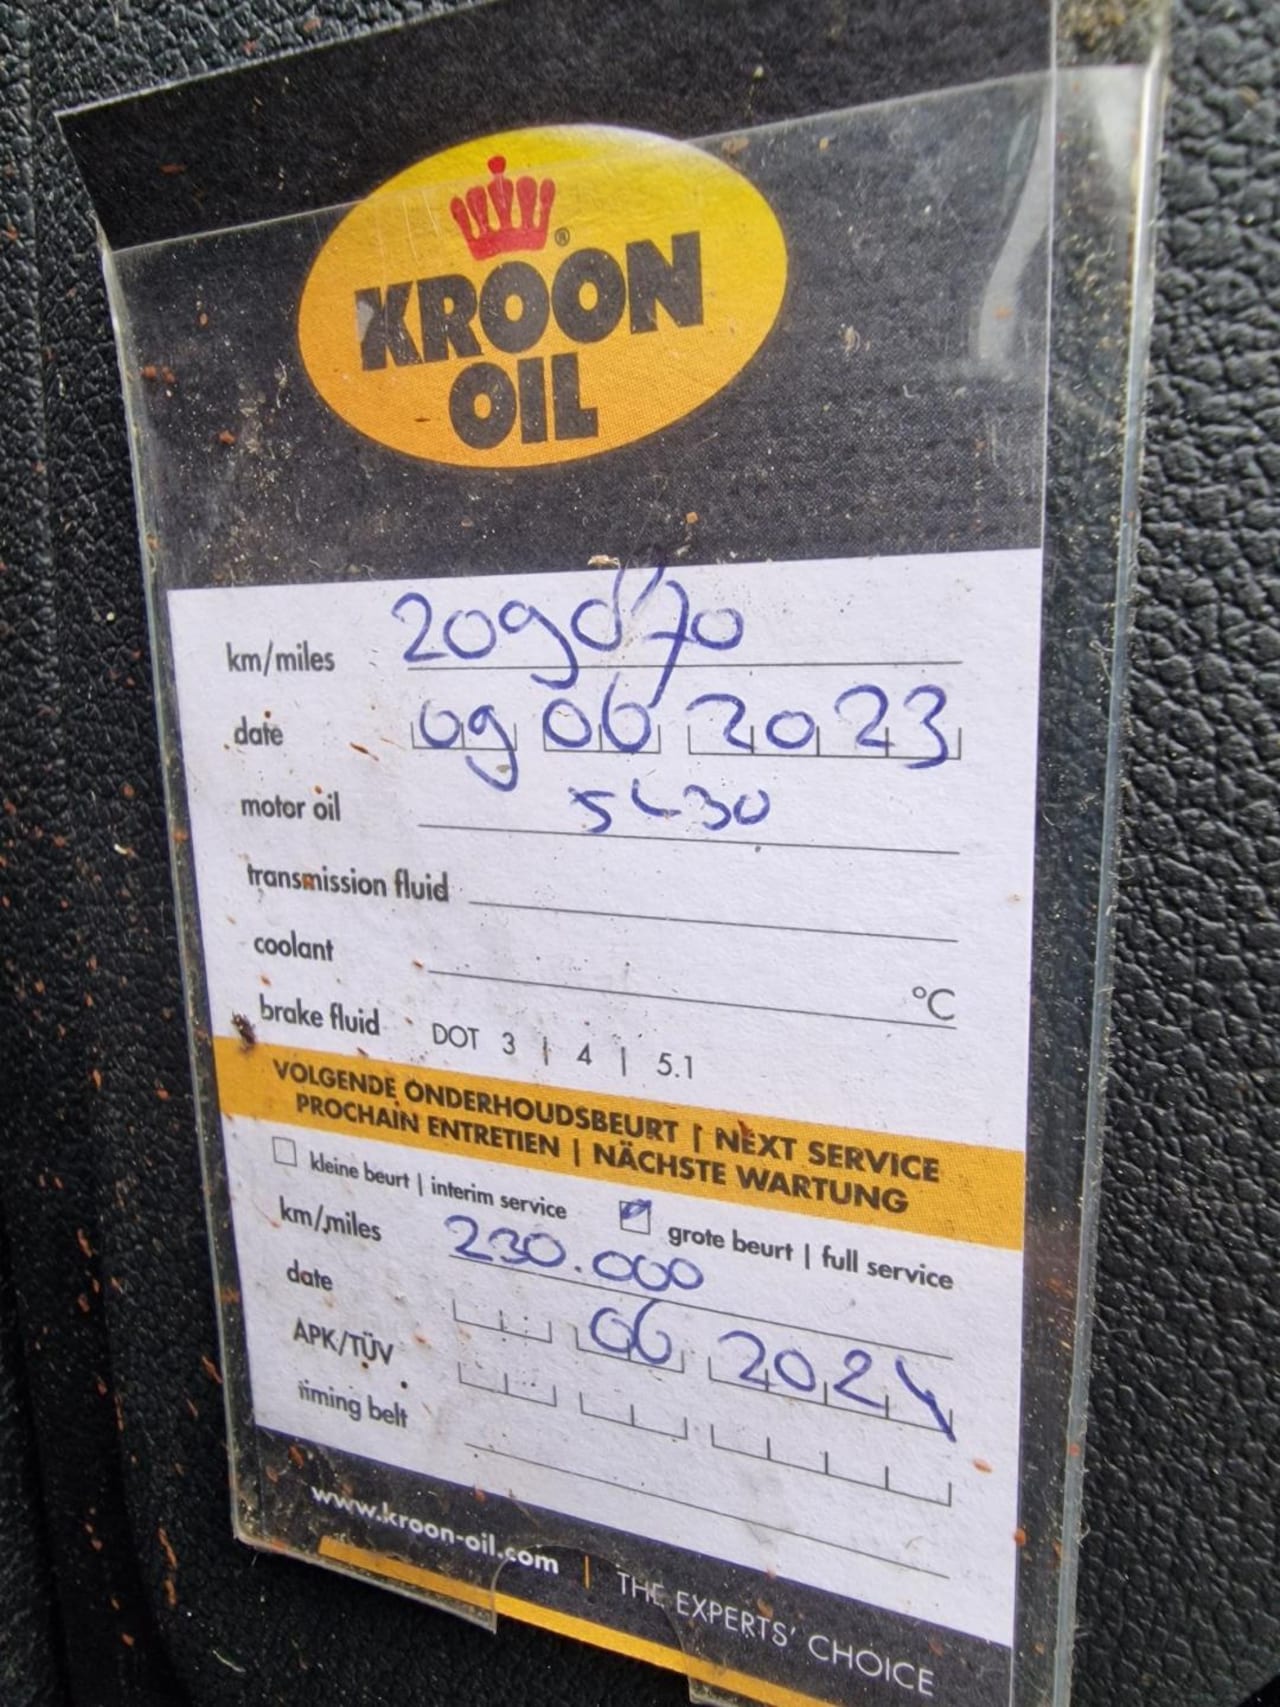 KROON
OIL
®
km/miles
date 09 06 2023
motor oil
transmission fluid
coolant °C
brake fluid DOT 3 | 4 | 5.1
VOLGENDE ONDERHOUDSBEURT | NEXT SERVICE
PROCHAIN ENTRETIEN | NÄCHSTE WARTUNG
kleine beurt | interim service grote beurt | full service
km/miles 230.000
date 06 2024
APK/TÜV
timing belt
www.kroon-oil.com | THE EXPERTS' CHOICE